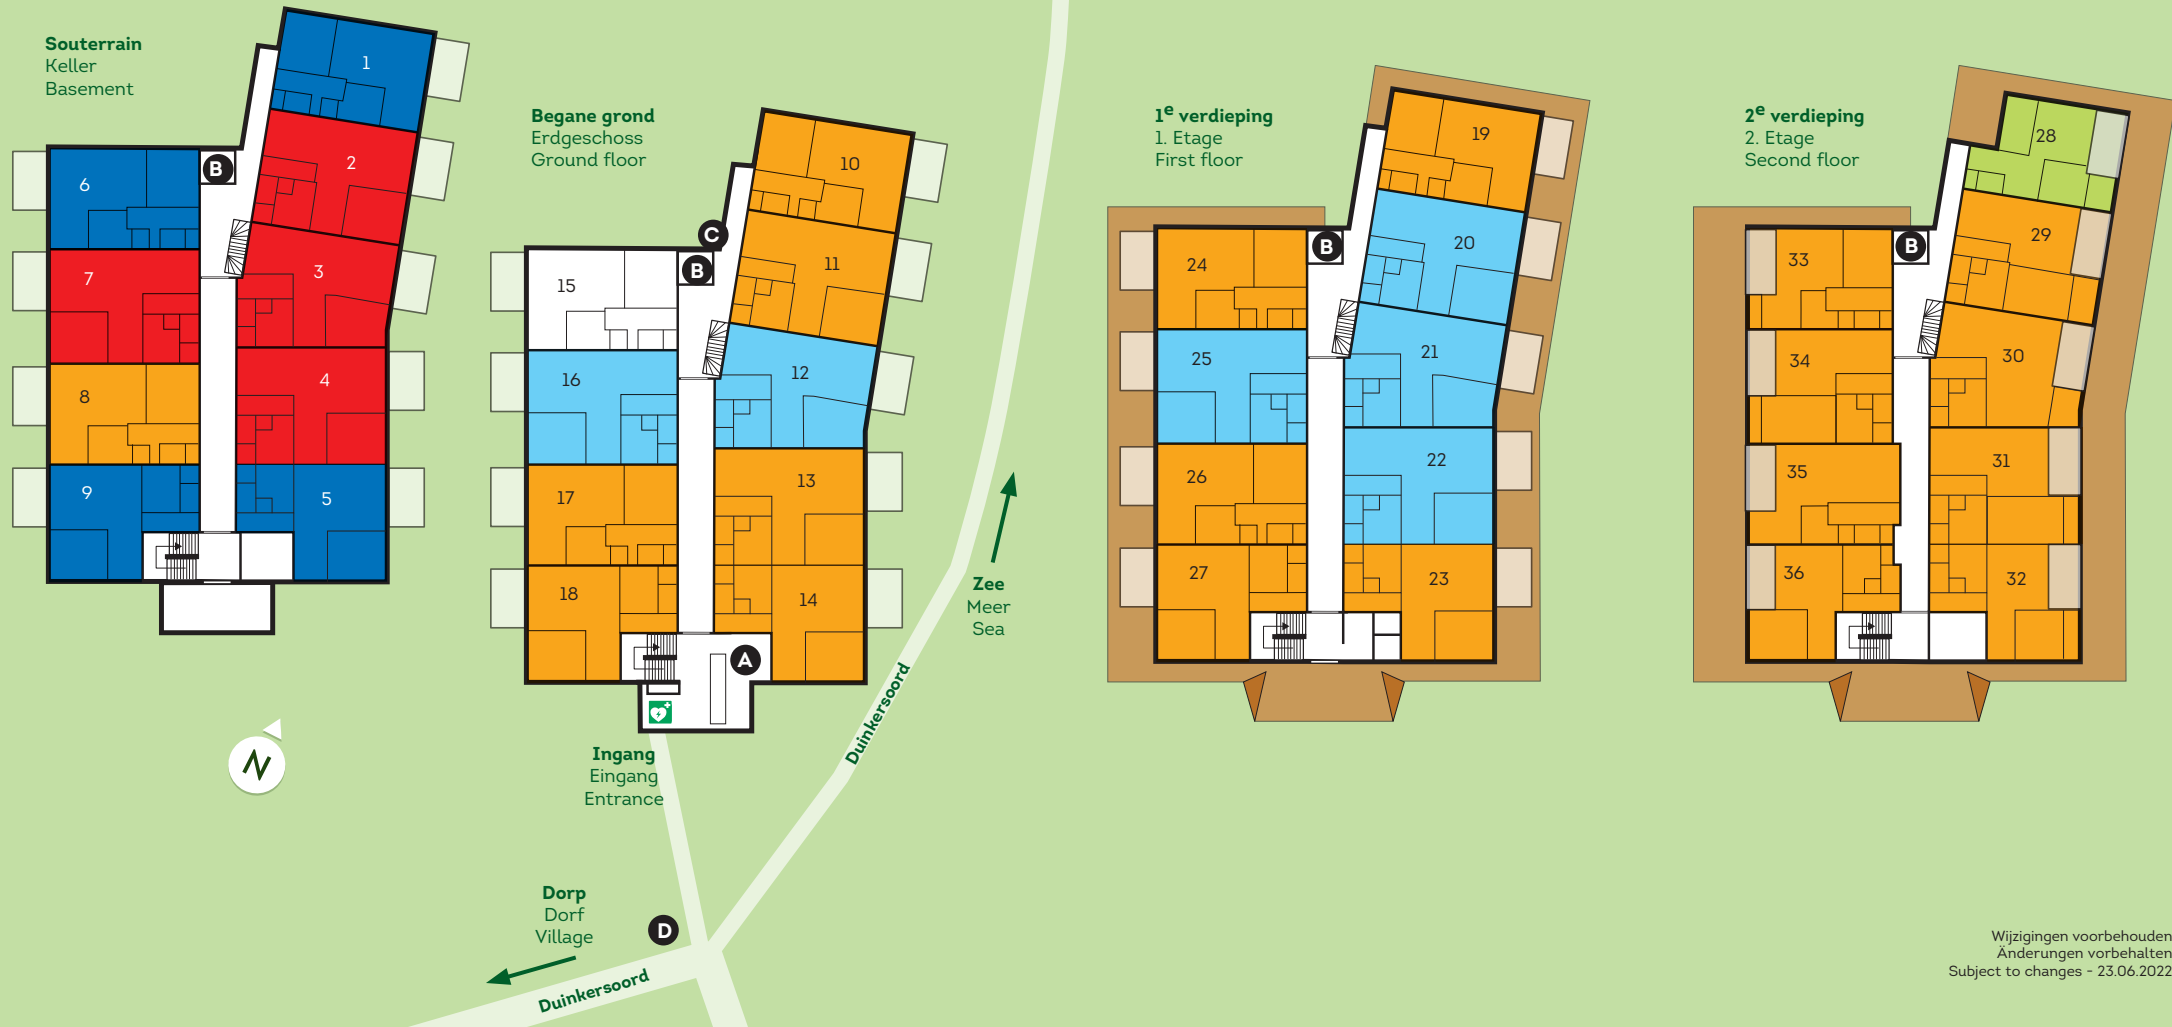 Souterrain
Keller
Basement
1
2
3
4
5
6
7
8
9
B
Begane grond
Erdgeschoss
Ground floor
10
11
12
13
14
15
16
17
18
C
B
A
Ingang
Eingang
Entrance
N
Dorp
Dorf
Village
D
Duinkersoord
Duinkersoord
Zee
Meer
Sea
1e verdieping
1. Etage
First floor
19
20
21
22
23
24
25
26
27
B
2e verdieping
2. Etage
Second floor
28
29
30
31
32
33
34
35
36
B
Wijzigingen voorbehouden
Änderungen vorbehalten
Subject to changes - 23.06.2022